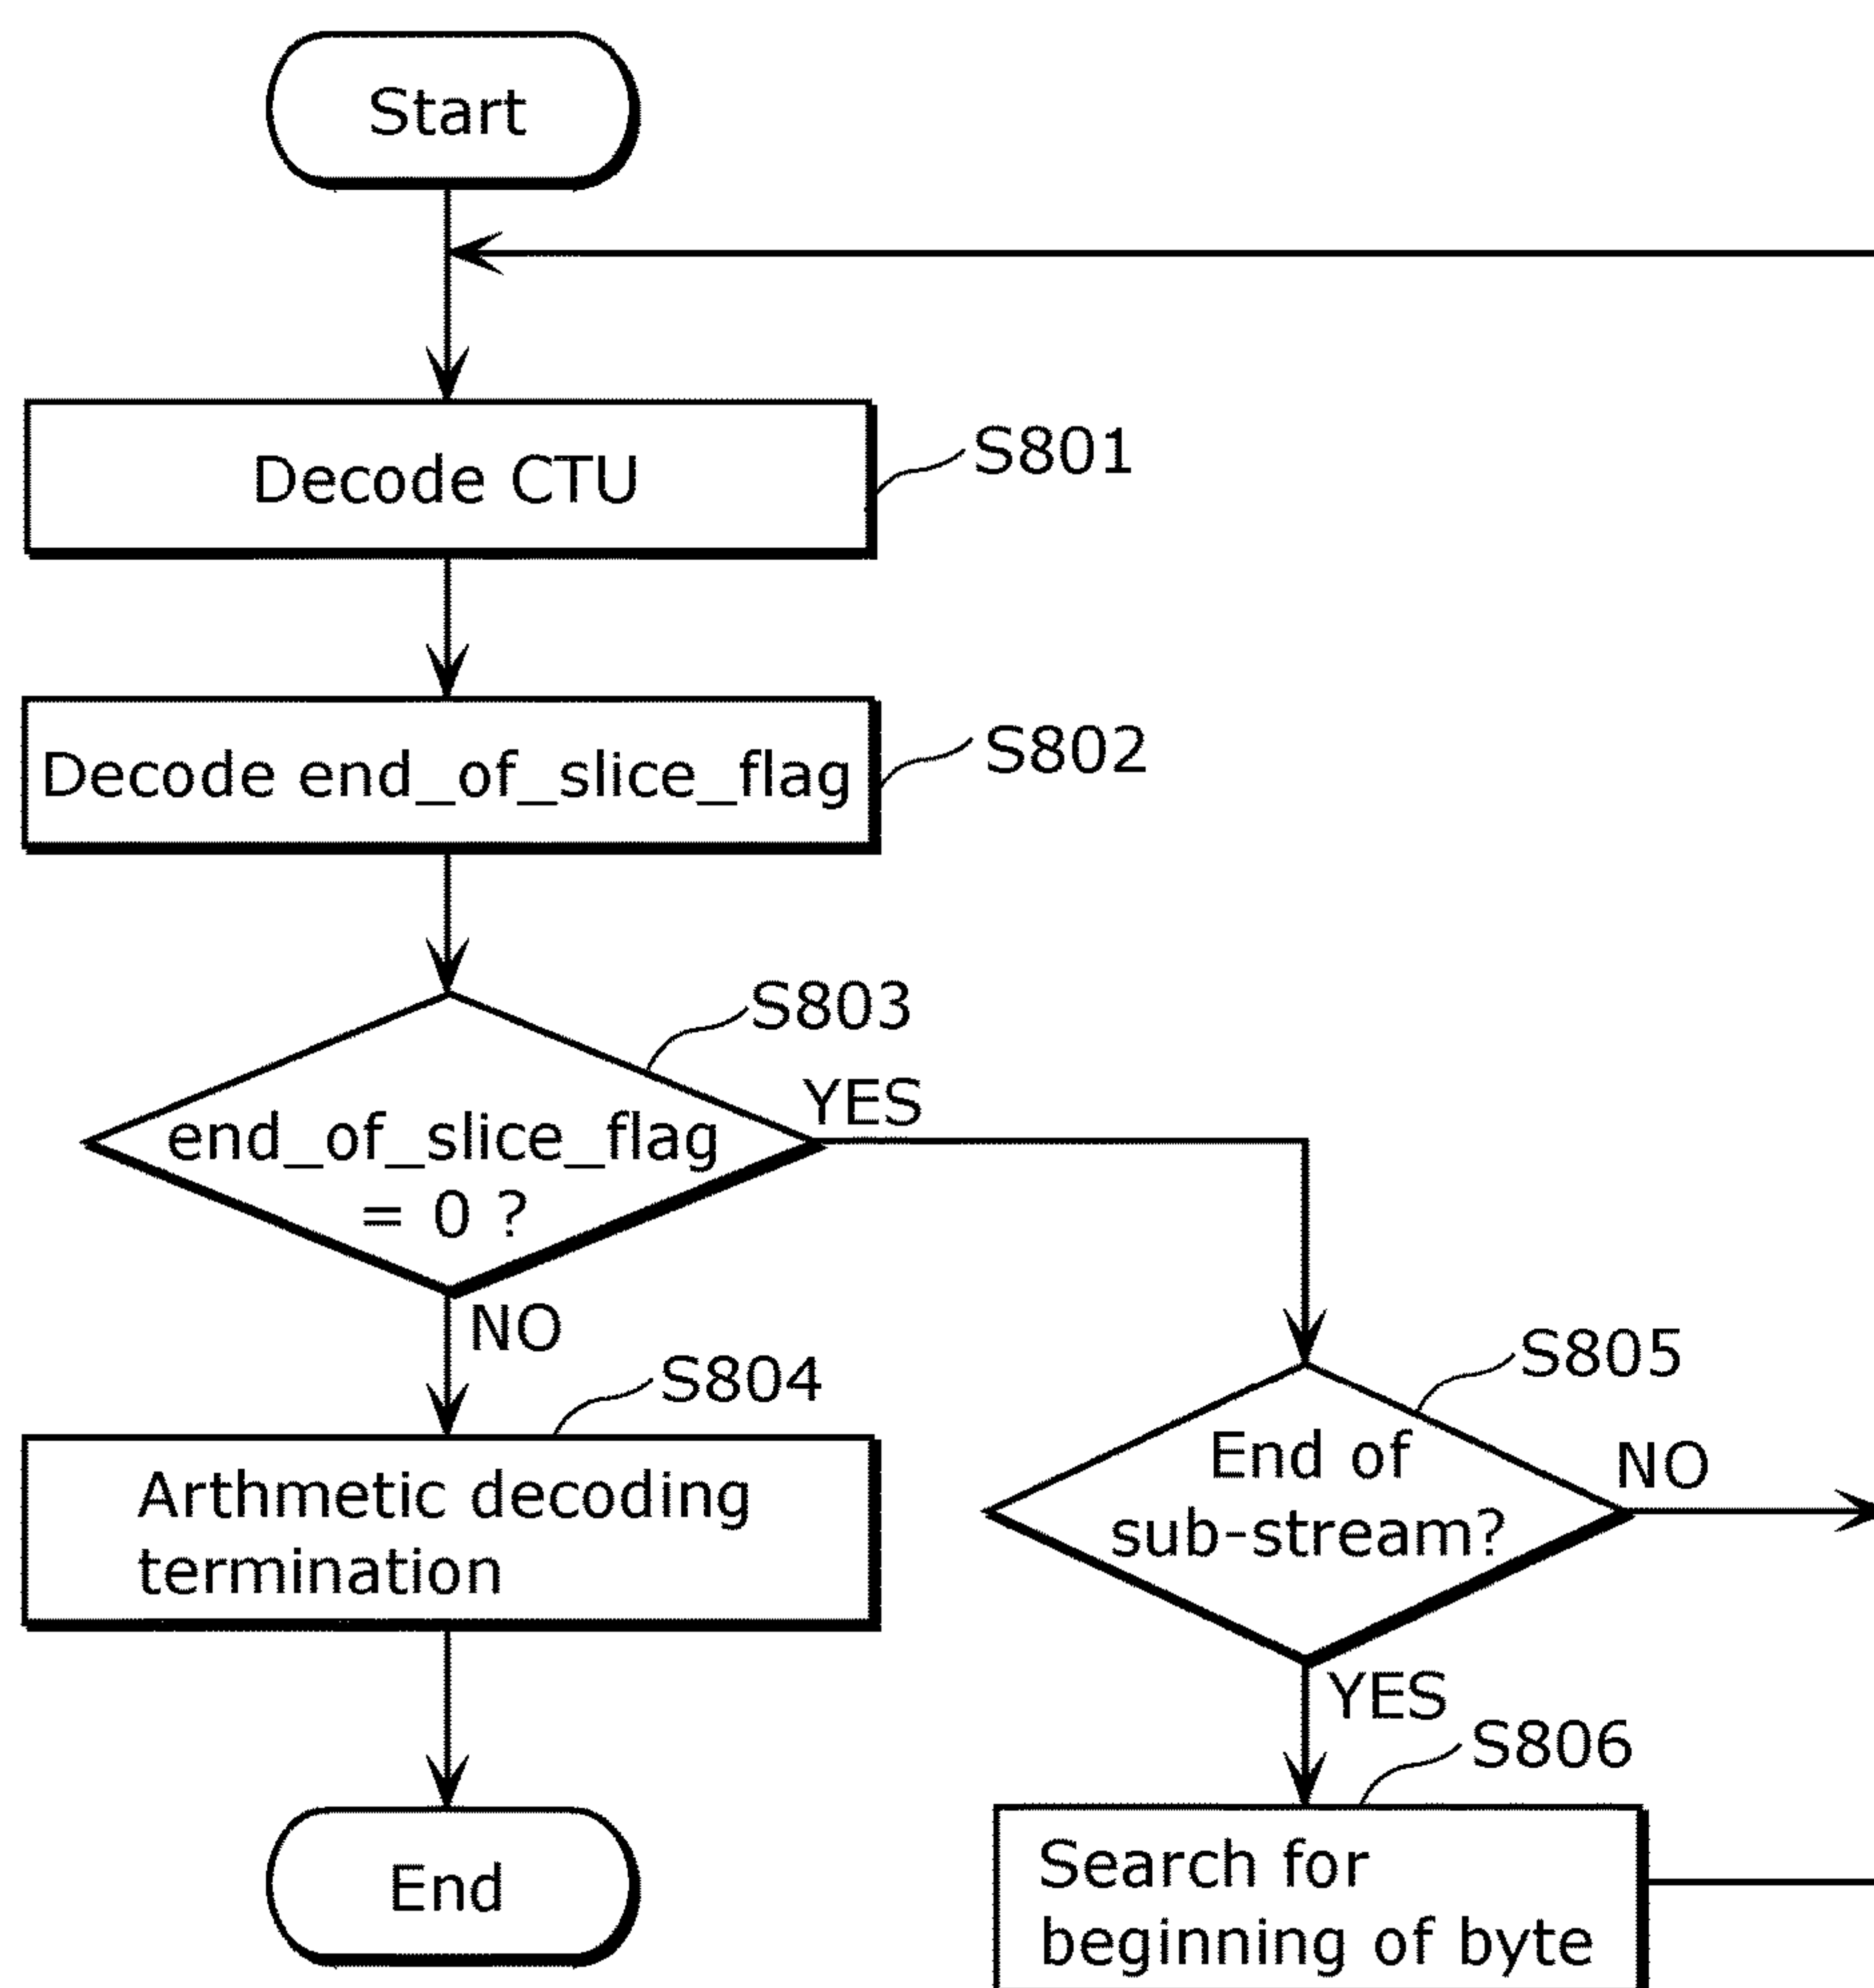 Start
Decode CTU
S801
Decode end_of_slice_flag
S802
S803
YES
end_of_slice_flag
= 0 ?
NO
S804
Arthmetic decoding
termination
S805
End of
sub-stream?
NO
YES
S806
Search for
beginning of byte
End